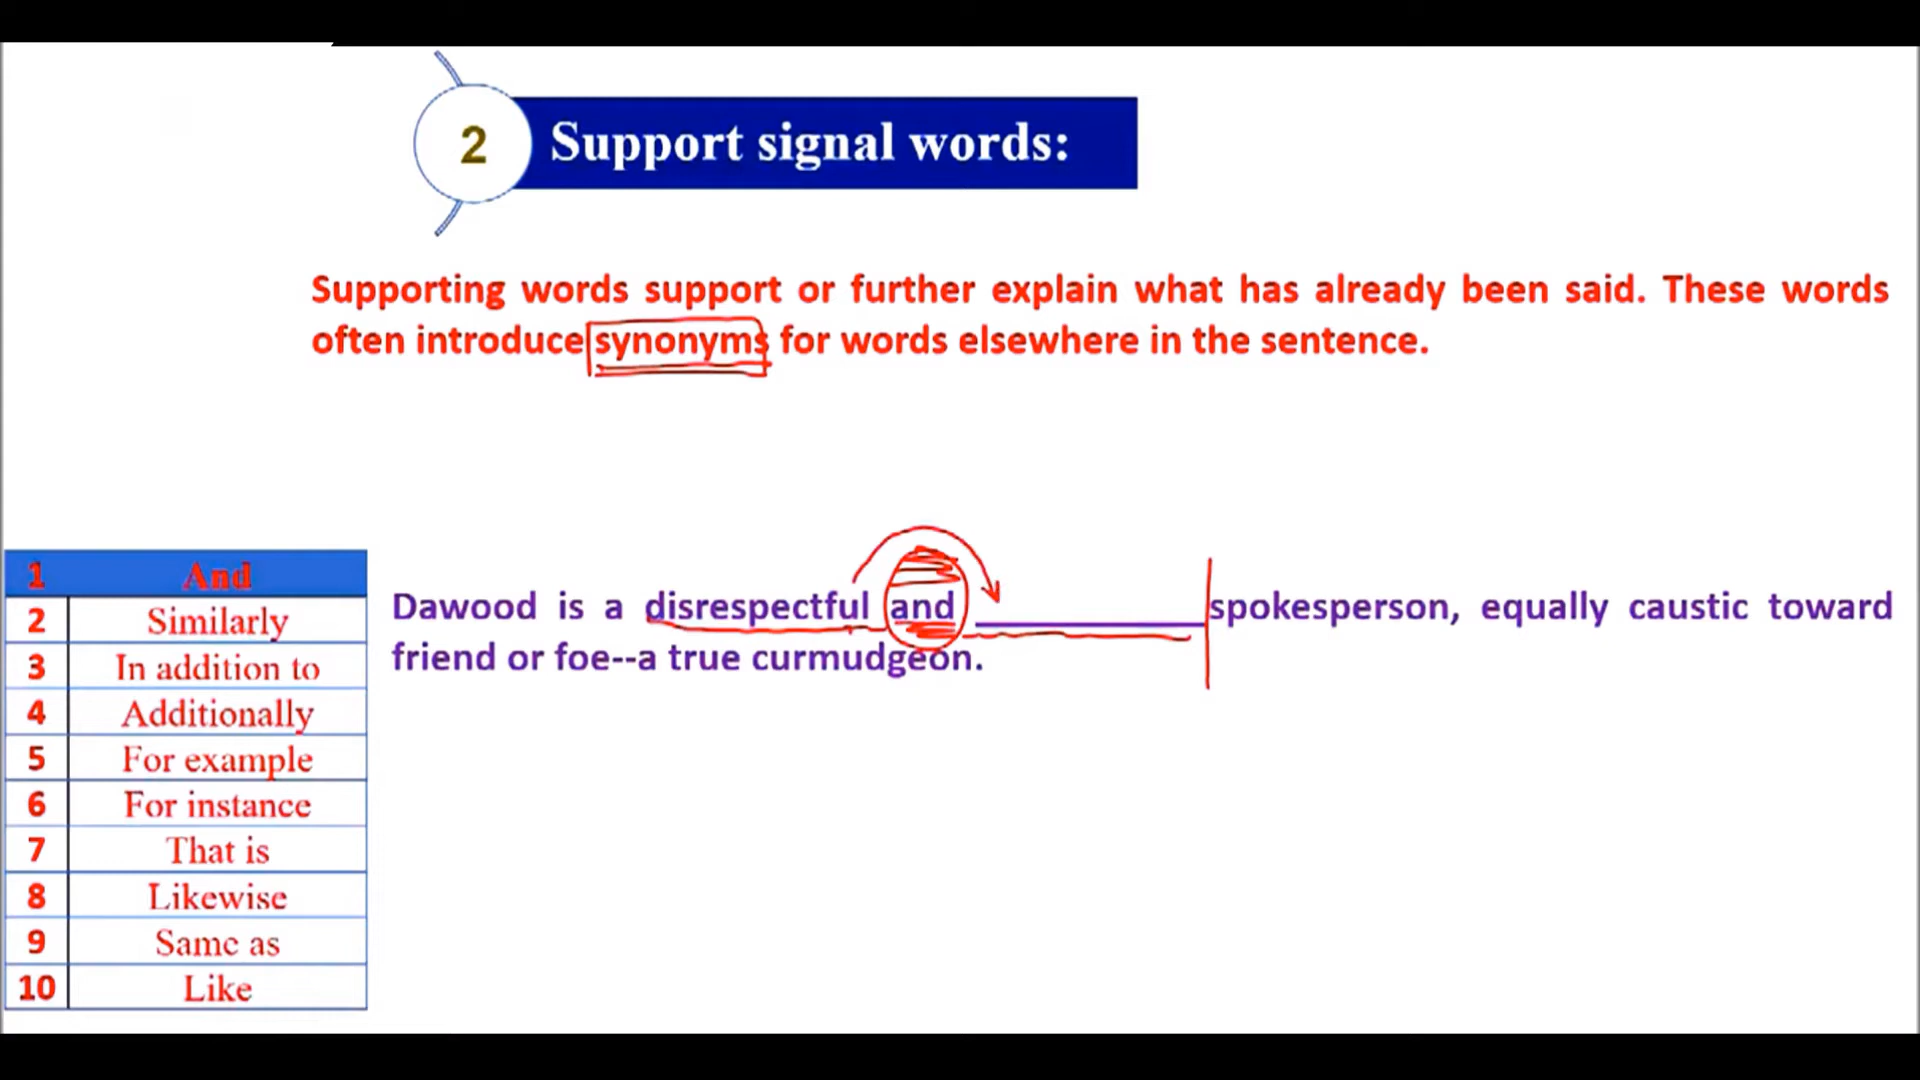 2 Support signal words:
Supporting words support or further explain what has already been said. These words
often introduce synonyms for words elsewhere in the sentence.
Dawood is a disrespectful and __________ spokesperson, equally caustic toward
friend or foe--a true curmudgeon.
1 And
2 Similarly
3 In addition to
4 Additionally
5 For example
6 For instance
7 That is
8 Likewise
9 Same as
10 Like